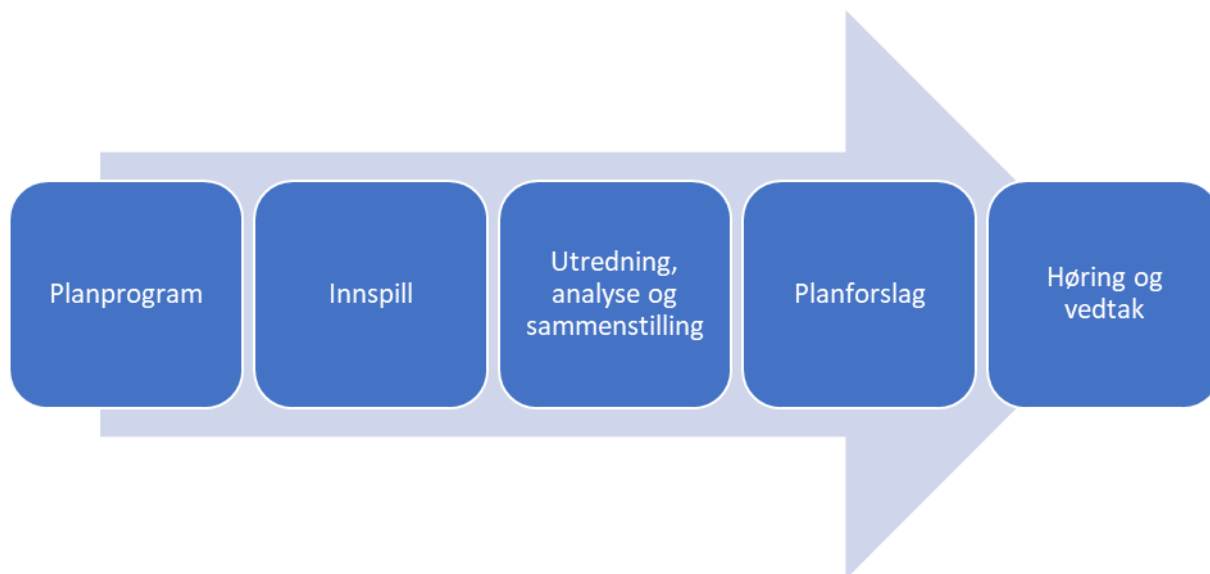 Planprogram
Innspill
Utredning,
analyse og
sammenstilling
Planforslag
Høring og
vedtak